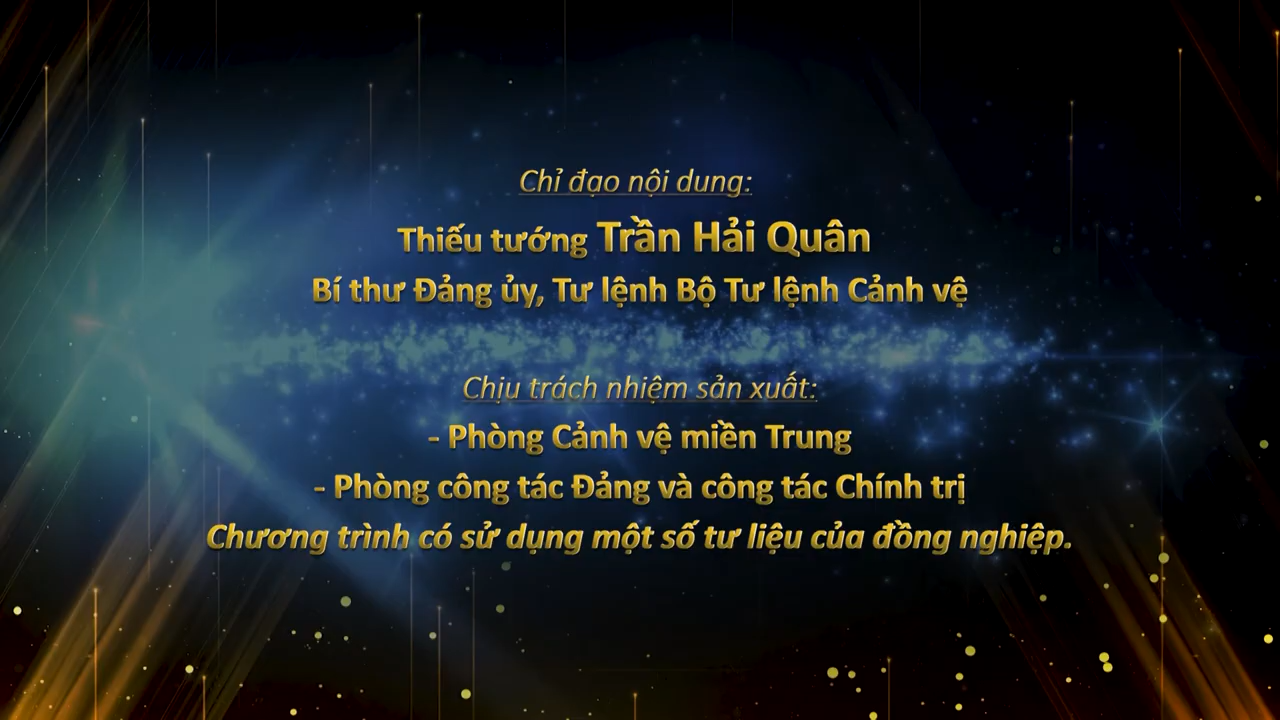 Chỉ đạo nội dung:
Thiếu tướng Trần Hải Quân
Bí thư Đảng ủy, Tư lệnh Bộ Tư lệnh Cảnh vệ
Chịu trách nhiệm sản xuất:
- Phòng Cảnh vệ miền Trung
- Phòng công tác Đảng và công tác Chính trị
Chương trình có sử dụng một số tư liệu của đồng nghiệp.